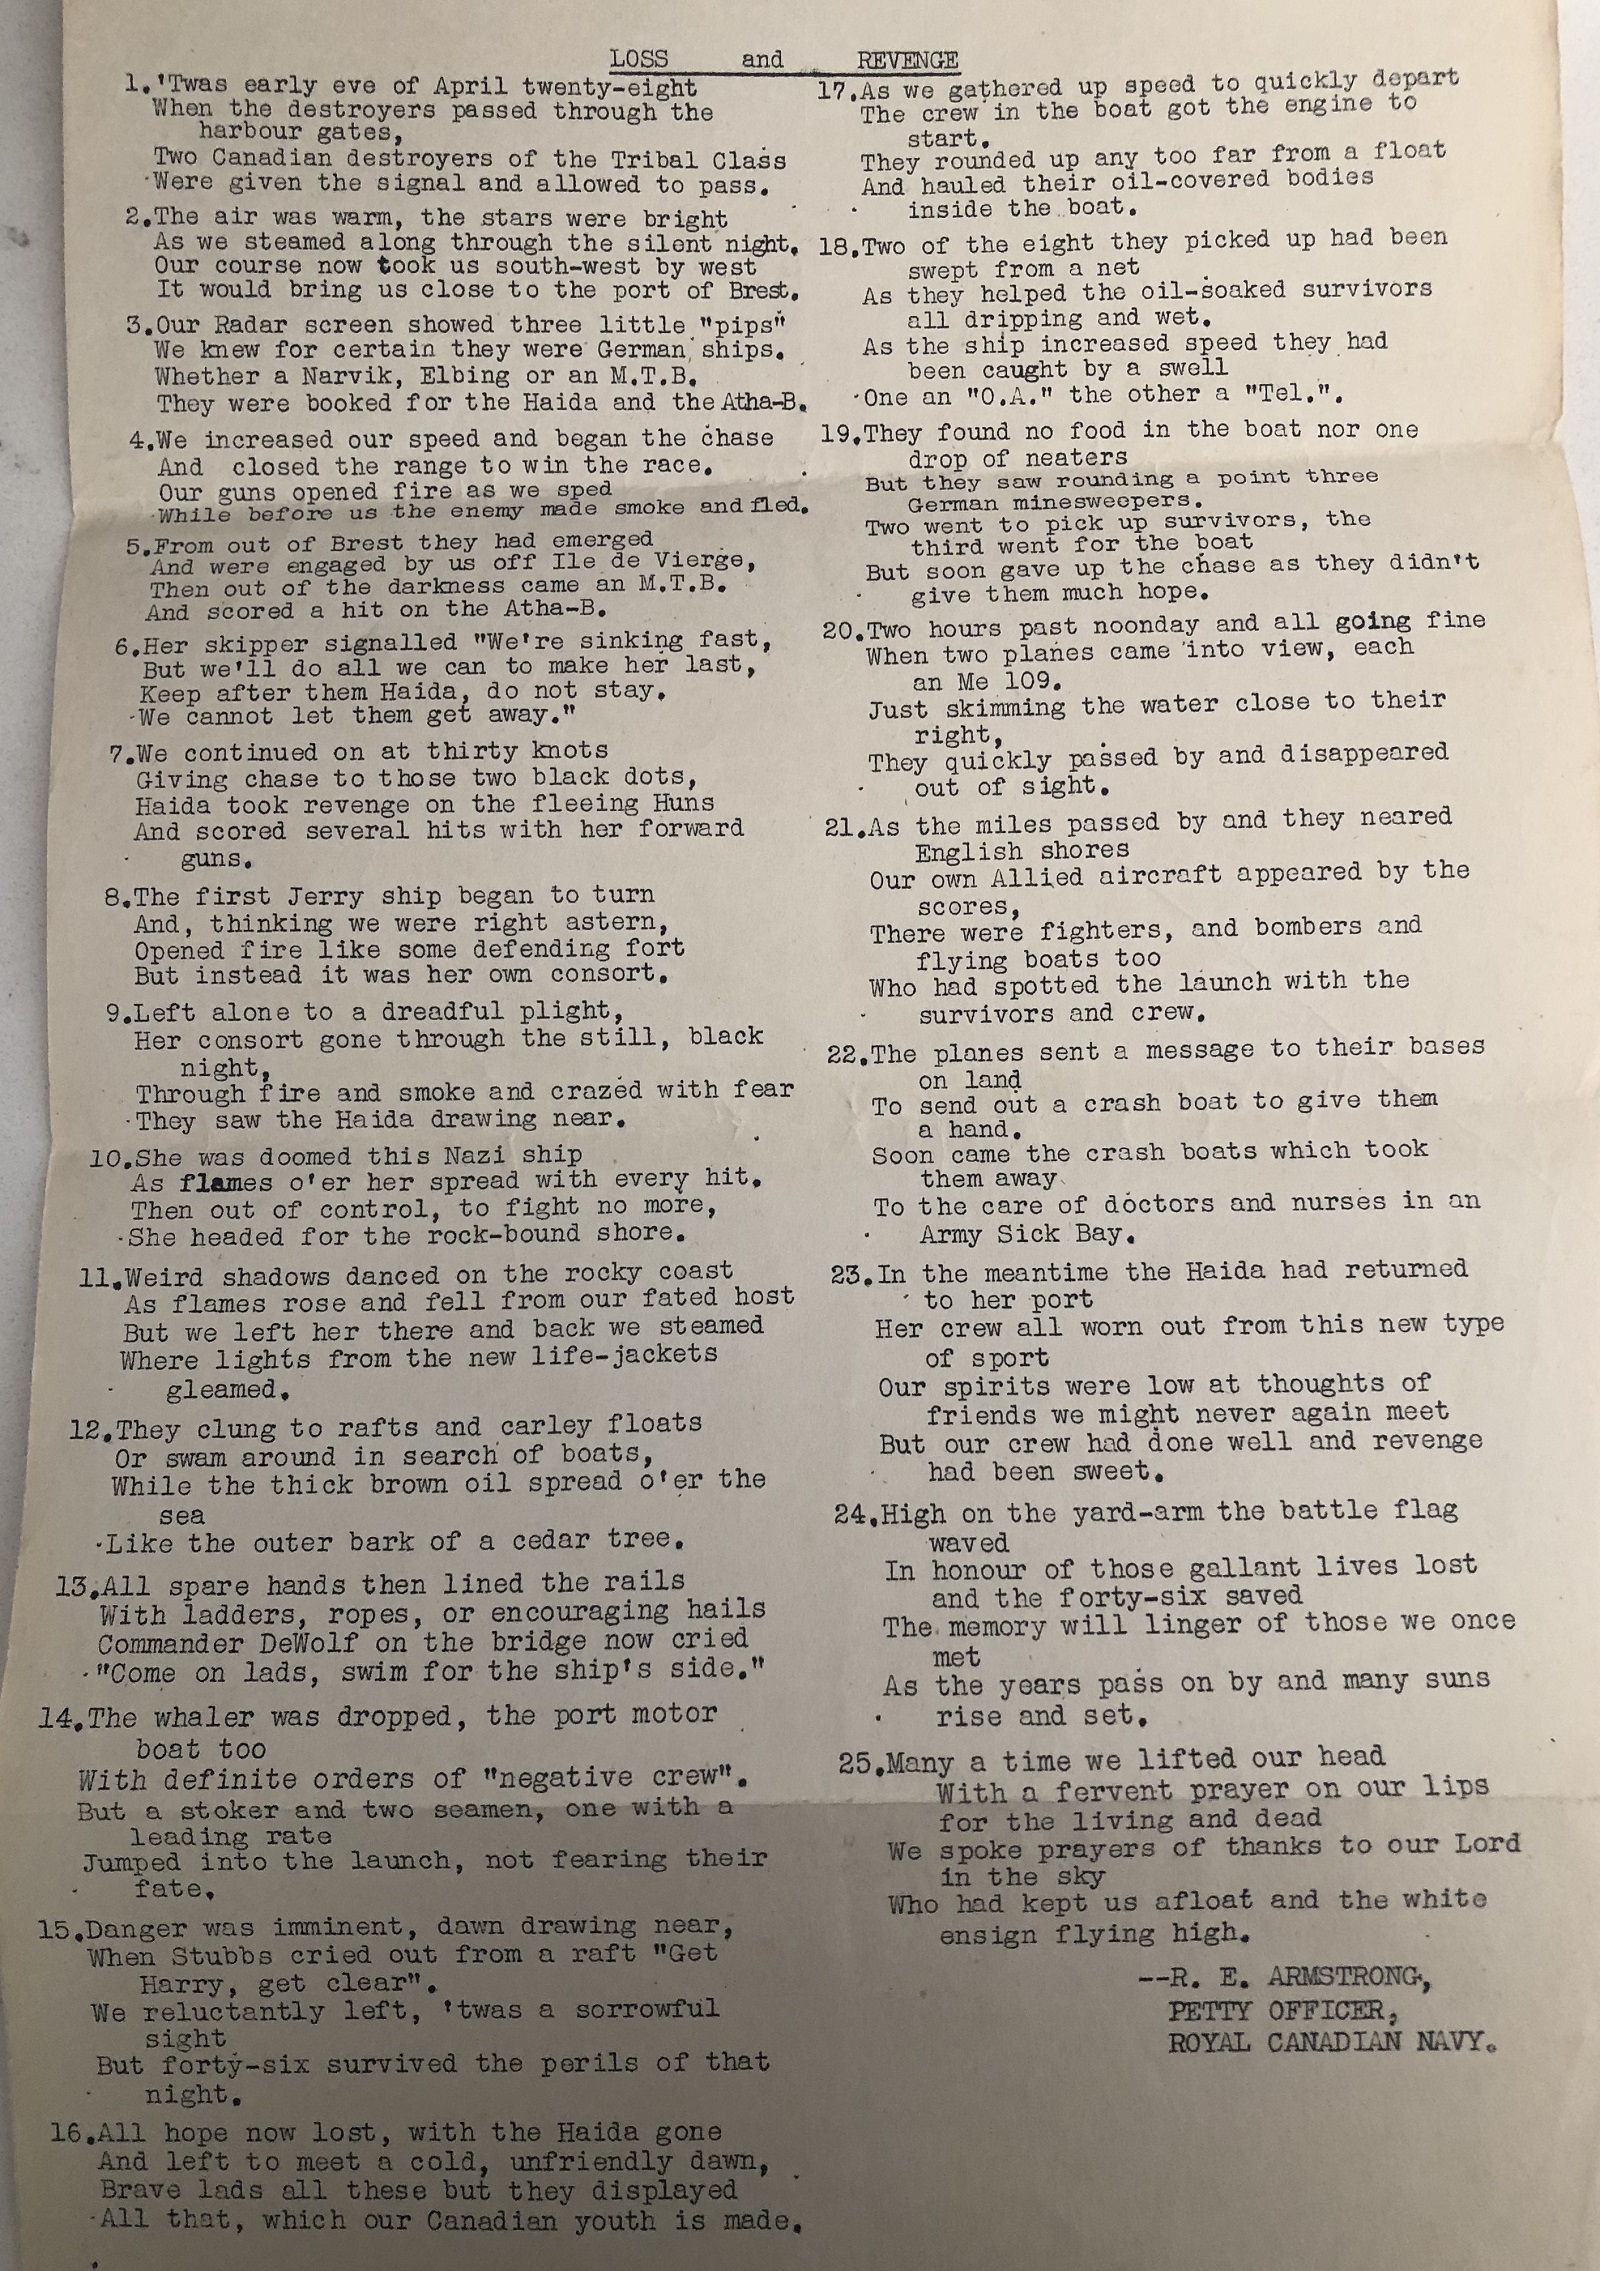 LOSS and REVENGE
1.'Twas early eve of April twenty-eight
When the destroyers passed through the
harbour gates,
Two Canadian destroyers of the Tribal Class
Were given the signal and allowed to pass.
2.The air was warm, the stars were bright
As we steamed along through the silent night.
Our course now took us south-west by west
It would bring us close to the port of Brest.
3.Our Radar screen showed three little "pips"
We knew for certain they were German ships.
Whether a Narvik, Elbing or an M.T.B.
They were booked for the Haida and the Atha-B.
4.We increased our speed and began the chase
And closed the range to win the race.
Our guns opened fire as we sped
While before us the enemy made smoke and fled.
5.From out of Brest they had emerged
And were engaged by us off Ile de Vierge,
Then out of the darkness came an M.T.B.
And scored a hit on the Atha-B.
6.Her skipper signalled "We're sinking fast,
But we'll do all we can to make her last,
Keep after them Haida, do not stay.
We cannot let them get away."
7.We continued on at thirty knots
Giving chase to those two black dots,
Haida took revenge on the fleeing Huns
And scored several hits with her forward
guns.
8.The first Jerry ship began to turn
And, thinking we were right astern,
Opened fire like some defending fort
But instead it was her own consort.
9.Left alone to a dreadful plight,
Her consort gone through the still, black
night,
Through fire and smoke and crazed with fear
They saw the Haida drawing near.
10.She was doomed this Nazi ship
As flames o'er her spread with every hit.
Then out of control, to fight no more,
She headed for the rock-bound shore.
11.Weird shadows danced on the rocky coast
As flames rose and fell from our fated host
But we left her there and back we steamed
Where lights from the new life-jackets
gleamed.
12.They clung to rafts and carley floats
Or swam around in search of boats,
While the thick brown oil spread o'er the
sea
Like the outer bark of a cedar tree.
13.All spare hands then lined the rails
With ladders, ropes, or encouraging hails
Commander DeWolf on the bridge now cried
"Come on lads, swim for the ship's side."
14.The whaler was dropped, the port motor
boat too
With definite orders of "negative crew".
But a stoker and two seamen, one with a
leading rate
Jumped into the launch, not fearing their
fate.
15.Danger was imminent, dawn drawing near,
When Stubbs cried out from a raft "Get
Harry, get clear".
We reluctantly left, 'twas a sorrowful
sight
But forty-six survived the perils of that
night.
16.All hope now lost, with the Haida gone
And left to meet a cold, unfriendly dawn,
Brave lads all these but they displayed
All that, which our Canadian youth is made.
17.As we gathered up speed to quickly depart
The crew in the boat got the engine to
start.
They rounded up any too far from a float
And hauled their oil-covered bodies
inside the boat.
18.Two of the eight they picked up had been
swept from a net
As they helped the oil-soaked survivors
all dripping and wet.
As the ship increased speed they had
been caught by a swell
One an "O.A." the other a "Tel.".
19.They found no food in the boat nor one
drop of neaters
But they saw rounding a point three
German minesweepers.
Two went to pick up survivors, the
third went for the boat
But soon gave up the chase as they didn't
give them much hope.
20.Two hours past noonday and all going fine
When two planes came into view, each
an Me 109.
Just skimming the water close to their
right,
They quickly passed by and disappeared
out of sight.
21.As the miles passed by and they neared
English shores
Our own Allied aircraft appeared by the
scores,
There were fighters, and bombers and
flying boats too
Who had spotted the launch with the
survivors and crew.
22.The planes sent a message to their bases
on land
To send out a crash boat to give them
a hand.
Soon came the crash boats which took
them away
To the care of doctors and nurses in an
Army Sick Bay.
23.In the meantime the Haida had returned
to her port
Her crew all worn out from this new type
of sport
Our spirits were low at thoughts of
friends we might never again meet
But our crew had done well and revenge
had been sweet.
24.High on the yard-arm the battle flag
waved
In honour of those gallant lives lost
and the forty-six saved
The memory will linger of those we once
met
As the years pass on by and many suns
rise and set.
25.Many a time we lifted our head
With a fervent prayer on our lips
for the living and dead
We spoke prayers of thanks to our Lord
in the sky
Who had kept us afloat and the white
ensign flying high.
--R. E. ARMSTRONG,
PETTY OFFICER,
ROYAL CANADIAN NAVY.